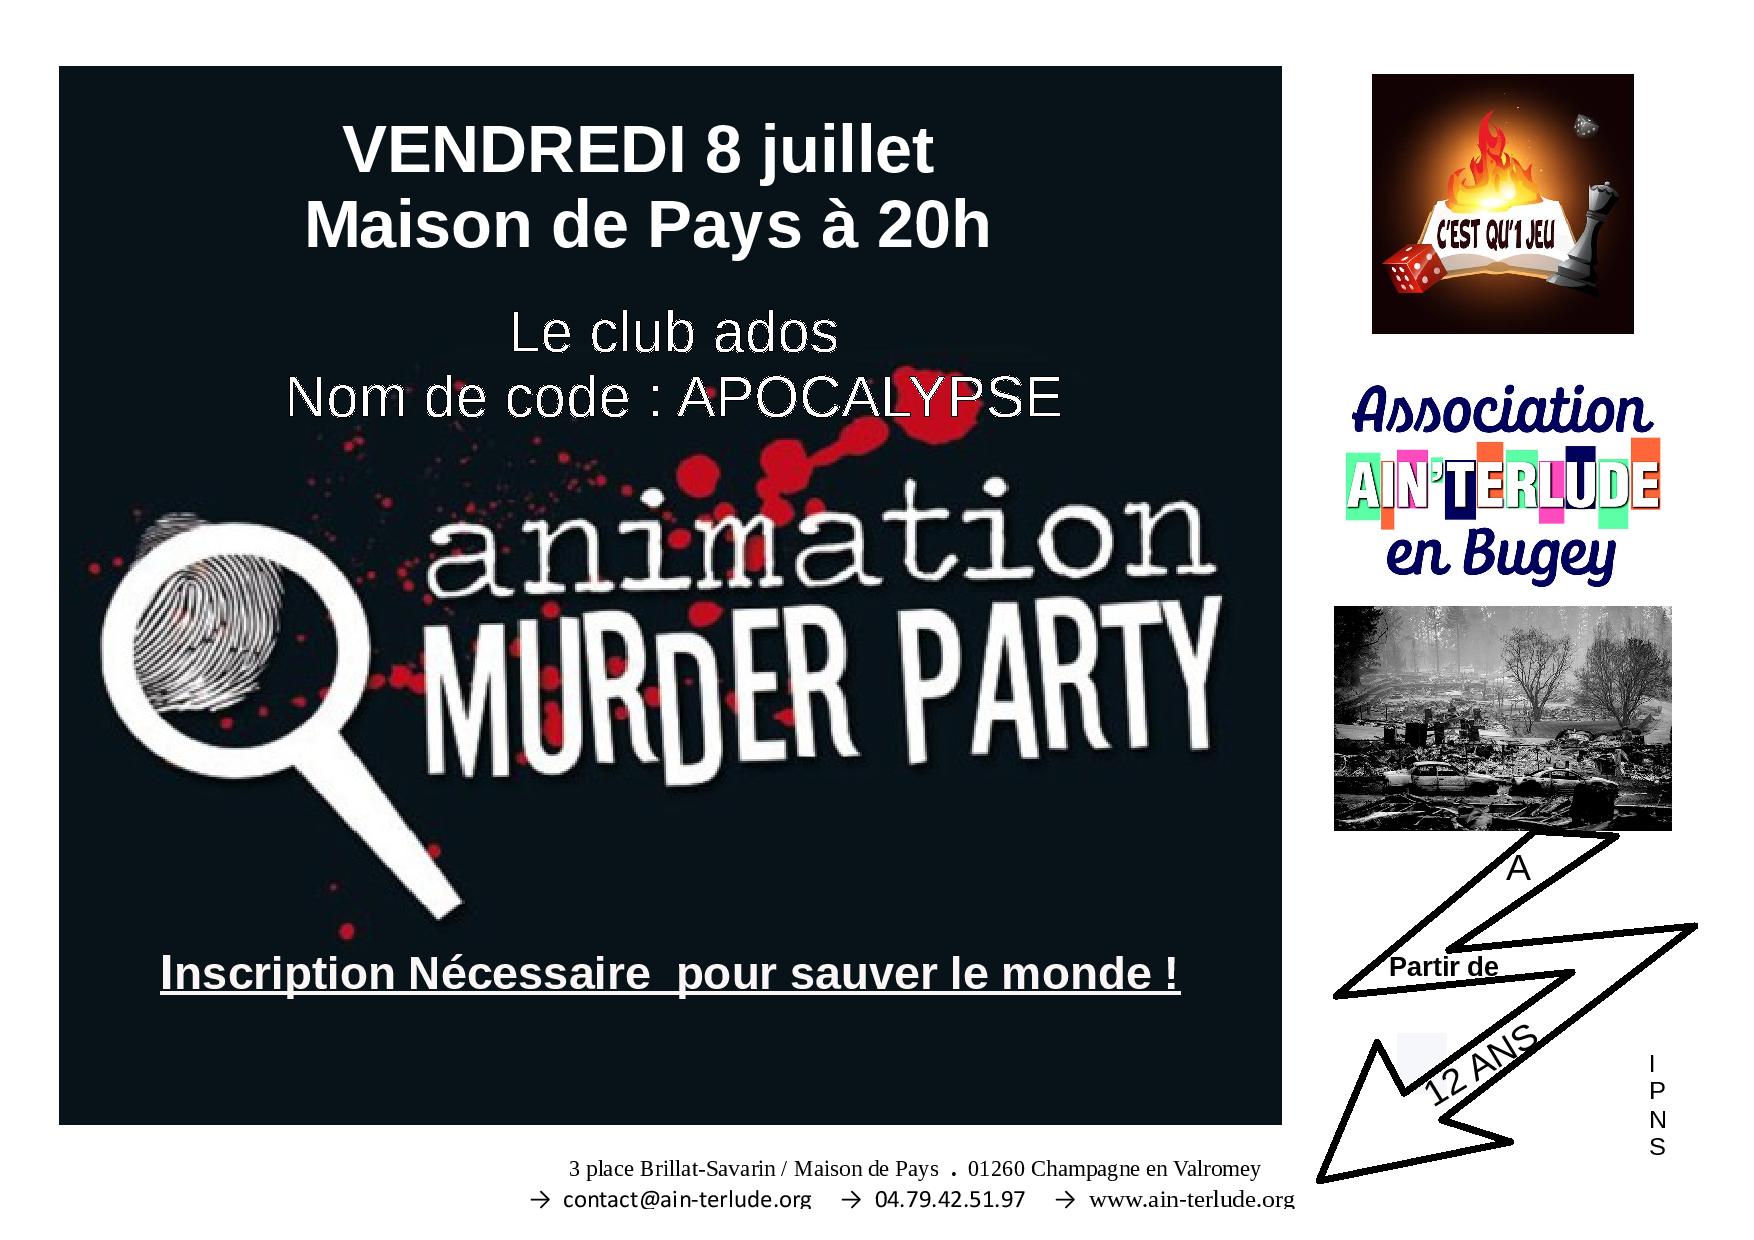 VENDREDI 8 juillet
Maison de Pays à 20h
Le club ados
Nom de code : APOCALYPSE
animation
MURDER PARTY
Inscription Nécessaire  pour sauver le monde !
C'EST QU'1 JEU
Association
AIN'TERLUDE
en Bugey
A
Partir de
12 ANS
I
P
N
S
3 place Brillat-Savarin / Maison de Pays . 01260 Champagne en Valromey
→ contact@ain-terlude.org → 04.79.42.51.97 → www.ain-terlude.org